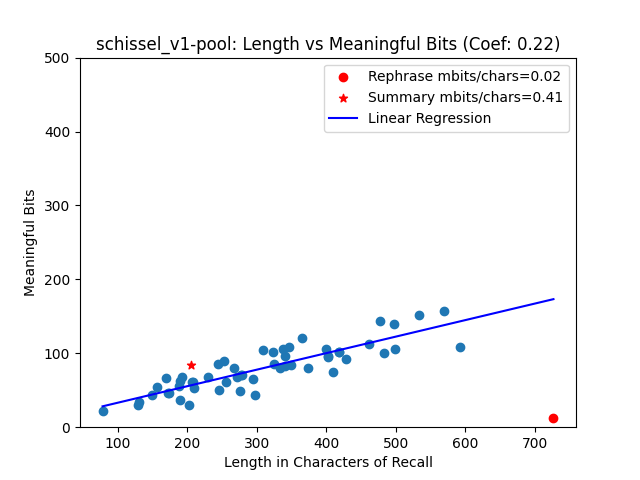 schissel_v1-pool: Length vs Meaningful Bits (Coef: 0.22)
Rephrase mbits/chars=0.02
Summary mbits/chars=0.41
Linear Regression
500
400
300
200
100
0
Meaningful Bits
100 200 300 400 500 600 700
Length in Characters of Recall